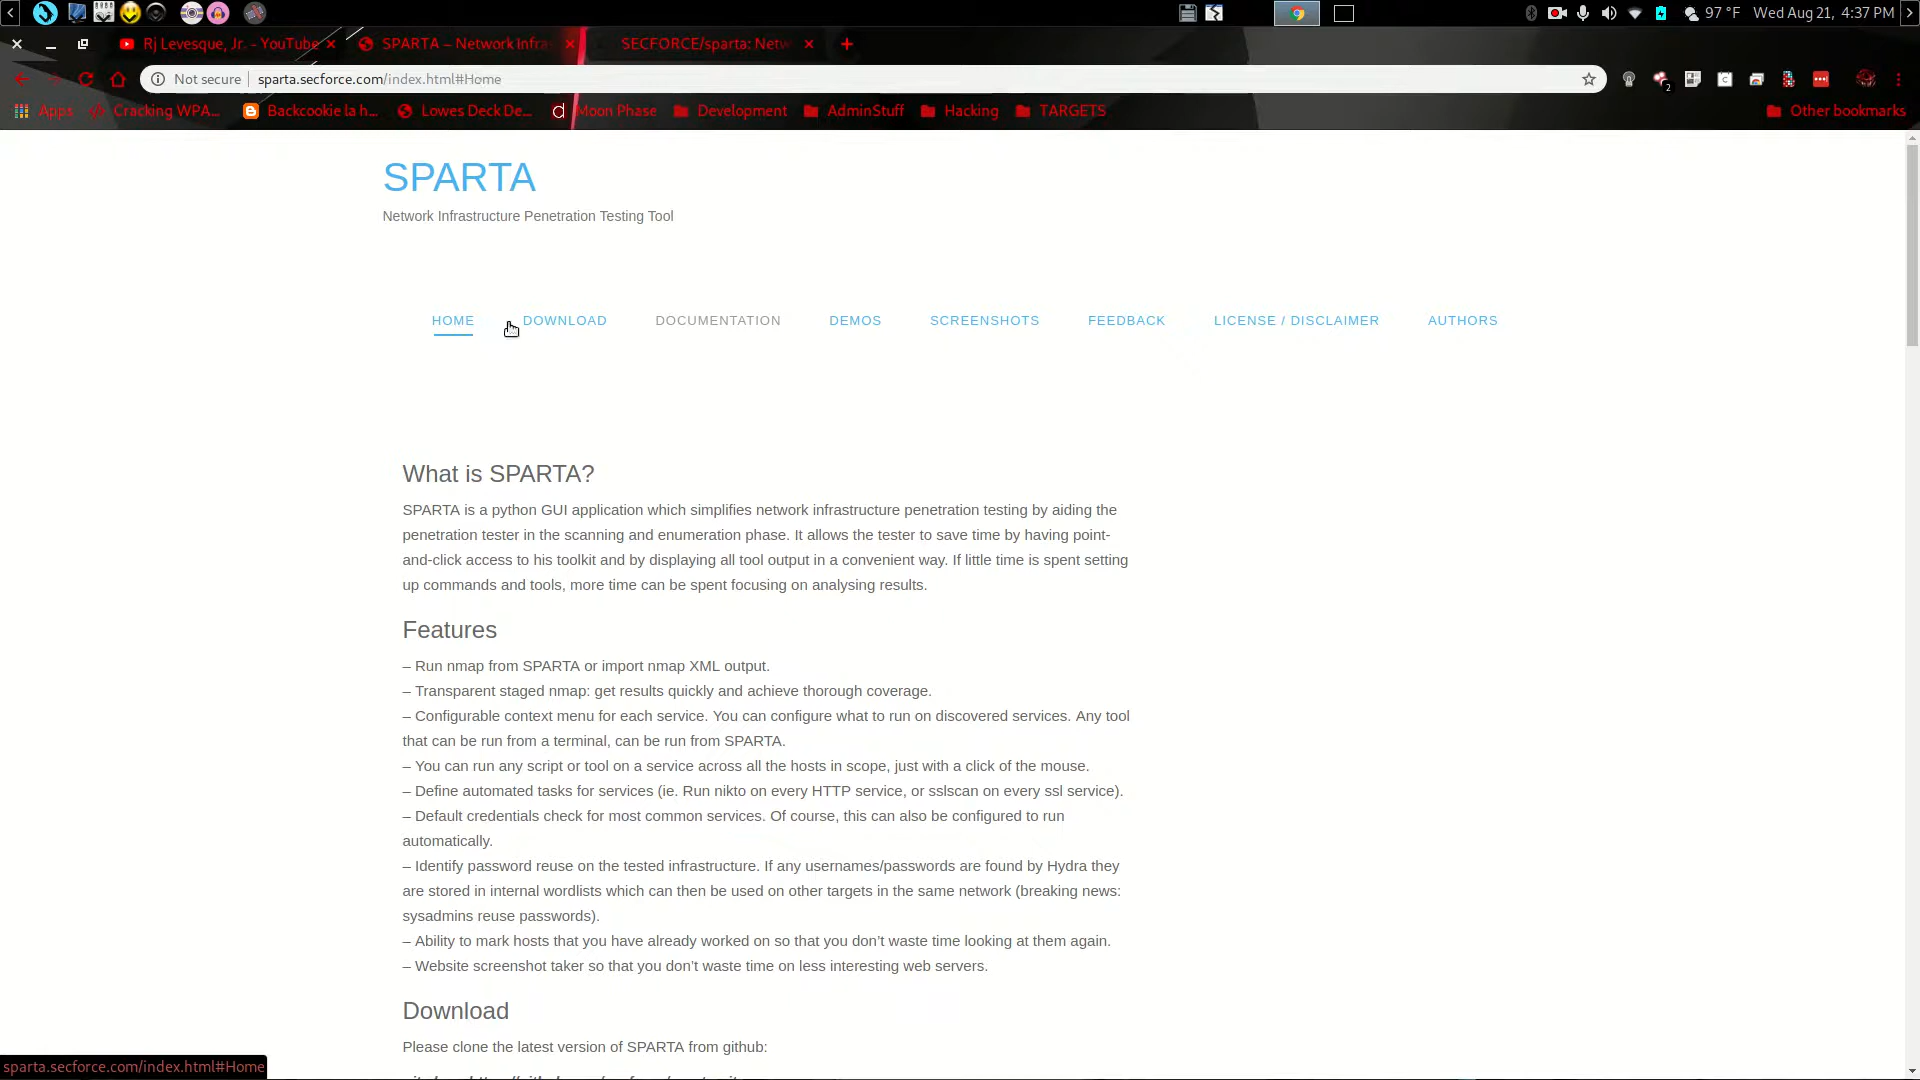 97 °F Wed Aug 21, 4:37 PM
Rj Levesque, Jr. - YouTube
SPARTA – Network Infra
SECFORCE/sparta: Netw
Not secure
sparta.secforce.com/index.html#Home
2
Apps
Cracking WPA...
Backcookie la h...
Lowes Deck De...
Moon Phase
Development
AdminStuff
Hacking
TARGETS
Other bookmarks
SPARTA
Network Infrastructure Penetration Testing Tool
HOME DOWNLOAD DOCUMENTATION DEMOS SCREENSHOTS FEEDBACK LICENSE / DISCLAIMER AUTHORS
What is SPARTA?
SPARTA is a python GUI application which simplifies network infrastructure penetration testing by aiding the
penetration tester in the scanning and enumeration phase. It allows the tester to save time by having point-
and-click access to his toolkit and by displaying all tool output in a convenient way. If little time is spent setting
up commands and tools, more time can be spent focusing on analysing results.
Features
– Run nmap from SPARTA or import nmap XML output.
– Transparent staged nmap: get results quickly and achieve thorough coverage.
– Configurable context menu for each service. You can configure what to run on discovered services. Any tool
that can be run from a terminal, can be run from SPARTA.
– You can run any script or tool on a service across all the hosts in scope, just with a click of the mouse.
– Define automated tasks for services (ie. Run nikto on every HTTP service, or sslscan on every ssl service).
– Default credentials check for most common services. Of course, this can also be configured to run
automatically.
– Identify password reuse on the tested infrastructure. If any usernames/passwords are found by Hydra they
are stored in internal wordlists which can then be used on other targets in the same network (breaking news:
sysadmins reuse passwords).
– Ability to mark hosts that you have already worked on so that you don’t waste time looking at them again.
– Website screenshot taker so that you don’t waste time on less interesting web servers.
Download
Please clone the latest version of SPARTA from github:
sparta.secforce.com/index.html#Home